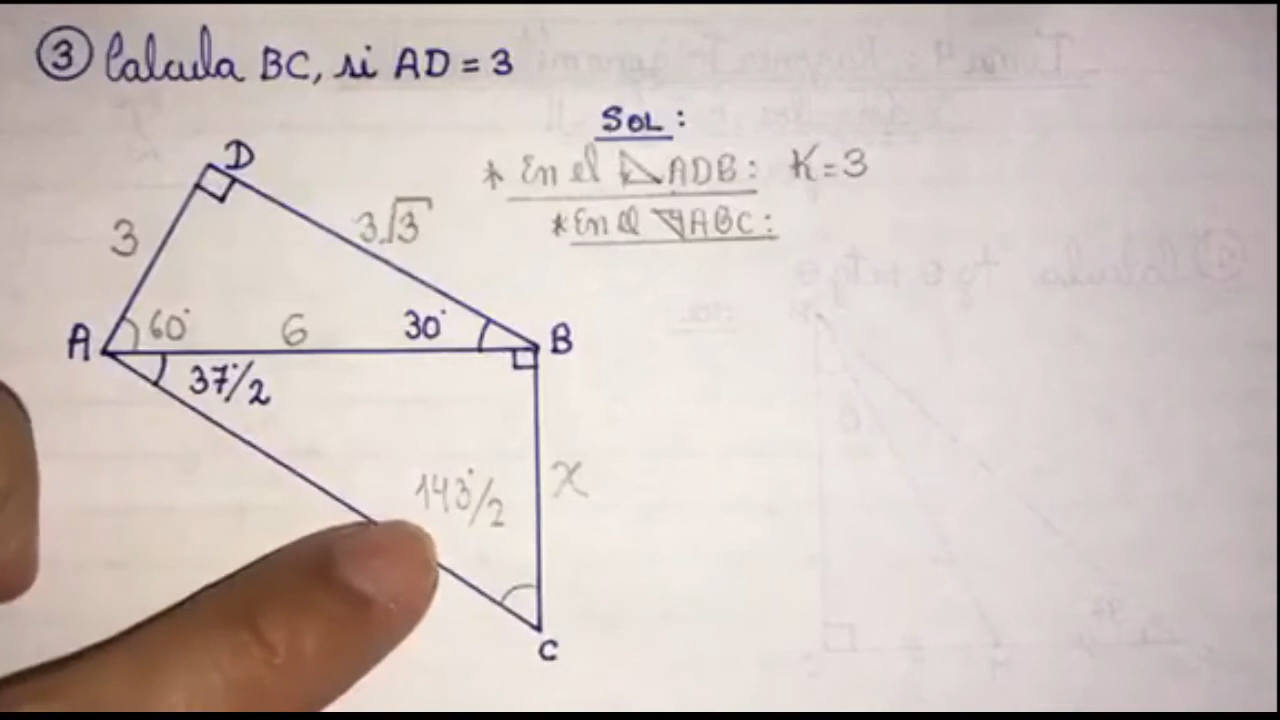 ③ Calcula BC, si AD = 3
SOL:
* En el ◺ADB: K=3
* En el ◹ABC:
D
3
3√3
A
60°
6
30°
B
37°/2
143°/2
x
C